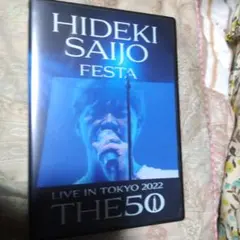 HIDEKI
SAIJO
FESTA
LIVE IN TOKYO 2022
THE50